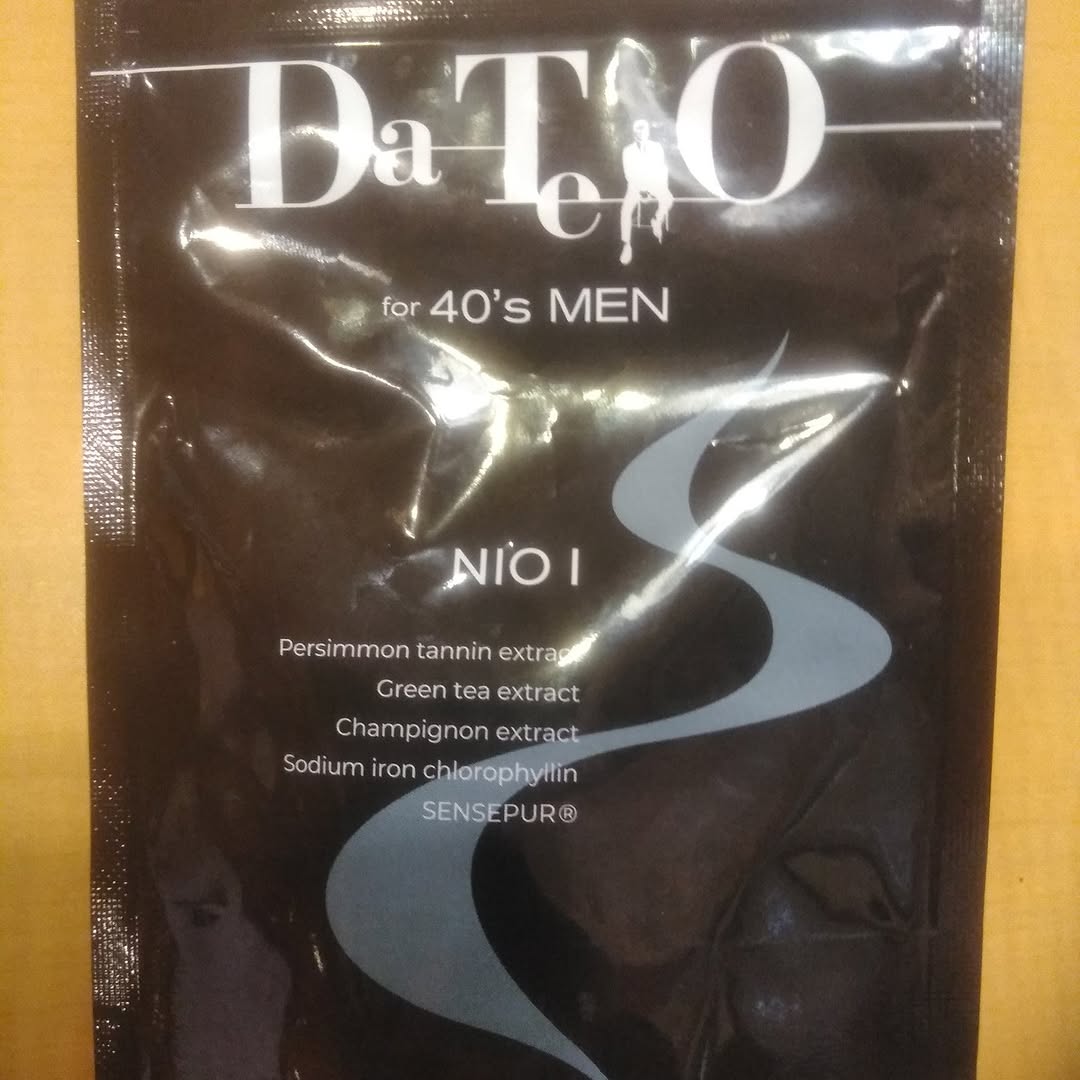 DaTeO
for 40's MEN
NIO I
Persimmon tannin extract
Green tea extract
Champignon extract
Sodium iron chlorophyllin
SENSEPUR®